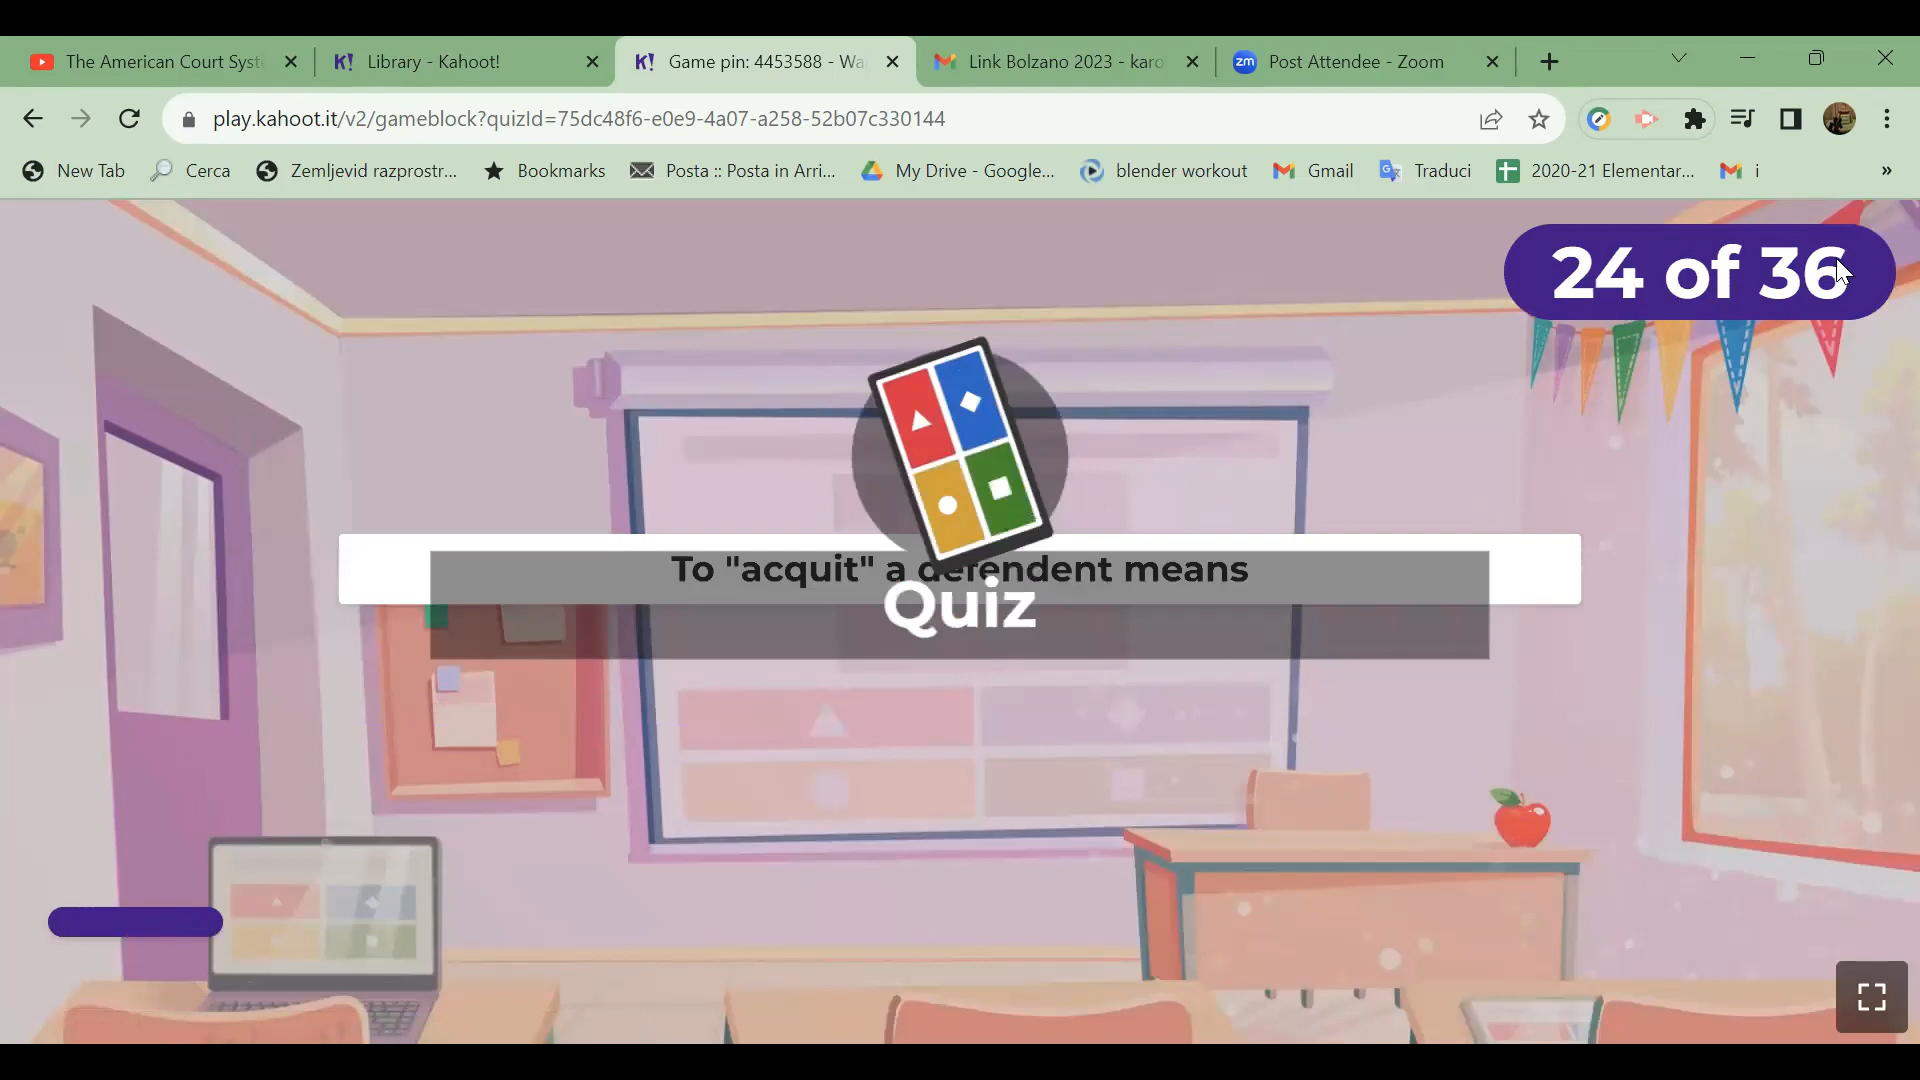 The American Court Syst
Library - Kahoot!
Game pin: 4453588 - Wa
Link Bolzano 2023 - karo
zm
Post Attendee - Zoom
play.kahoot.it/v2/gameblock?quizId=75dc48f6-e0e9-4a07-a258-52b07c330144
New Tab
Cerca
Zemljevid razprostr...
Bookmarks
Posta :: Posta in Arri...
My Drive - Google...
blender workout
Gmail
Traduci
2020-21 Elementar...
i
»
24 of 36
To "acquit" a defendent means
Quiz